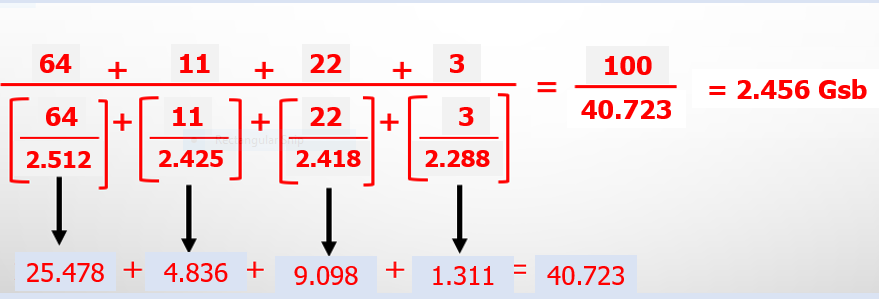 64 + 11 + 22 + 3
= 100 = 2.456 Gsb
[64] + [11] + [22] + [3]
40.723
2.512 2.425 2.418 2.288
25.478 + 4.836 + 9.098 + 1.311 = 40.723